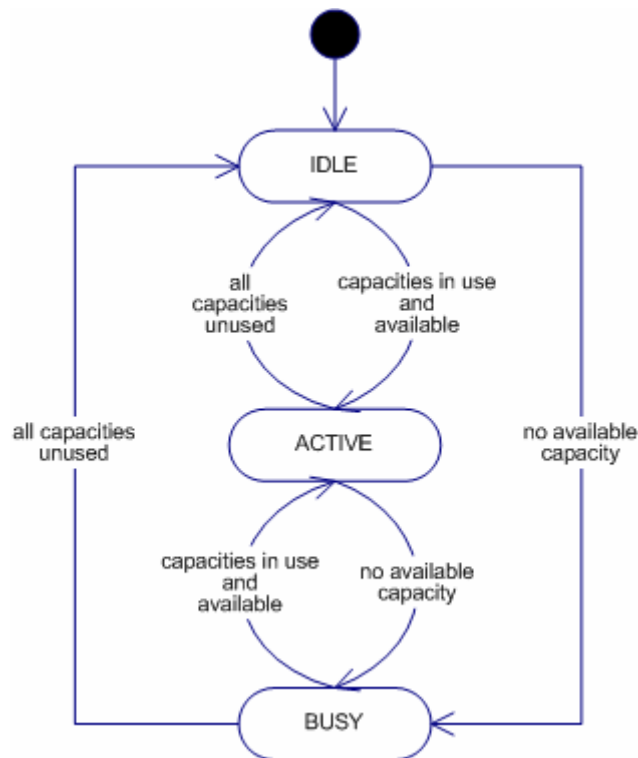 IDLE
all
capacities
unused
capacities in use
and
available
all capacities
unused
ACTIVE
no available
capacity
capacities in use
and
available
no available
capacity
BUSY